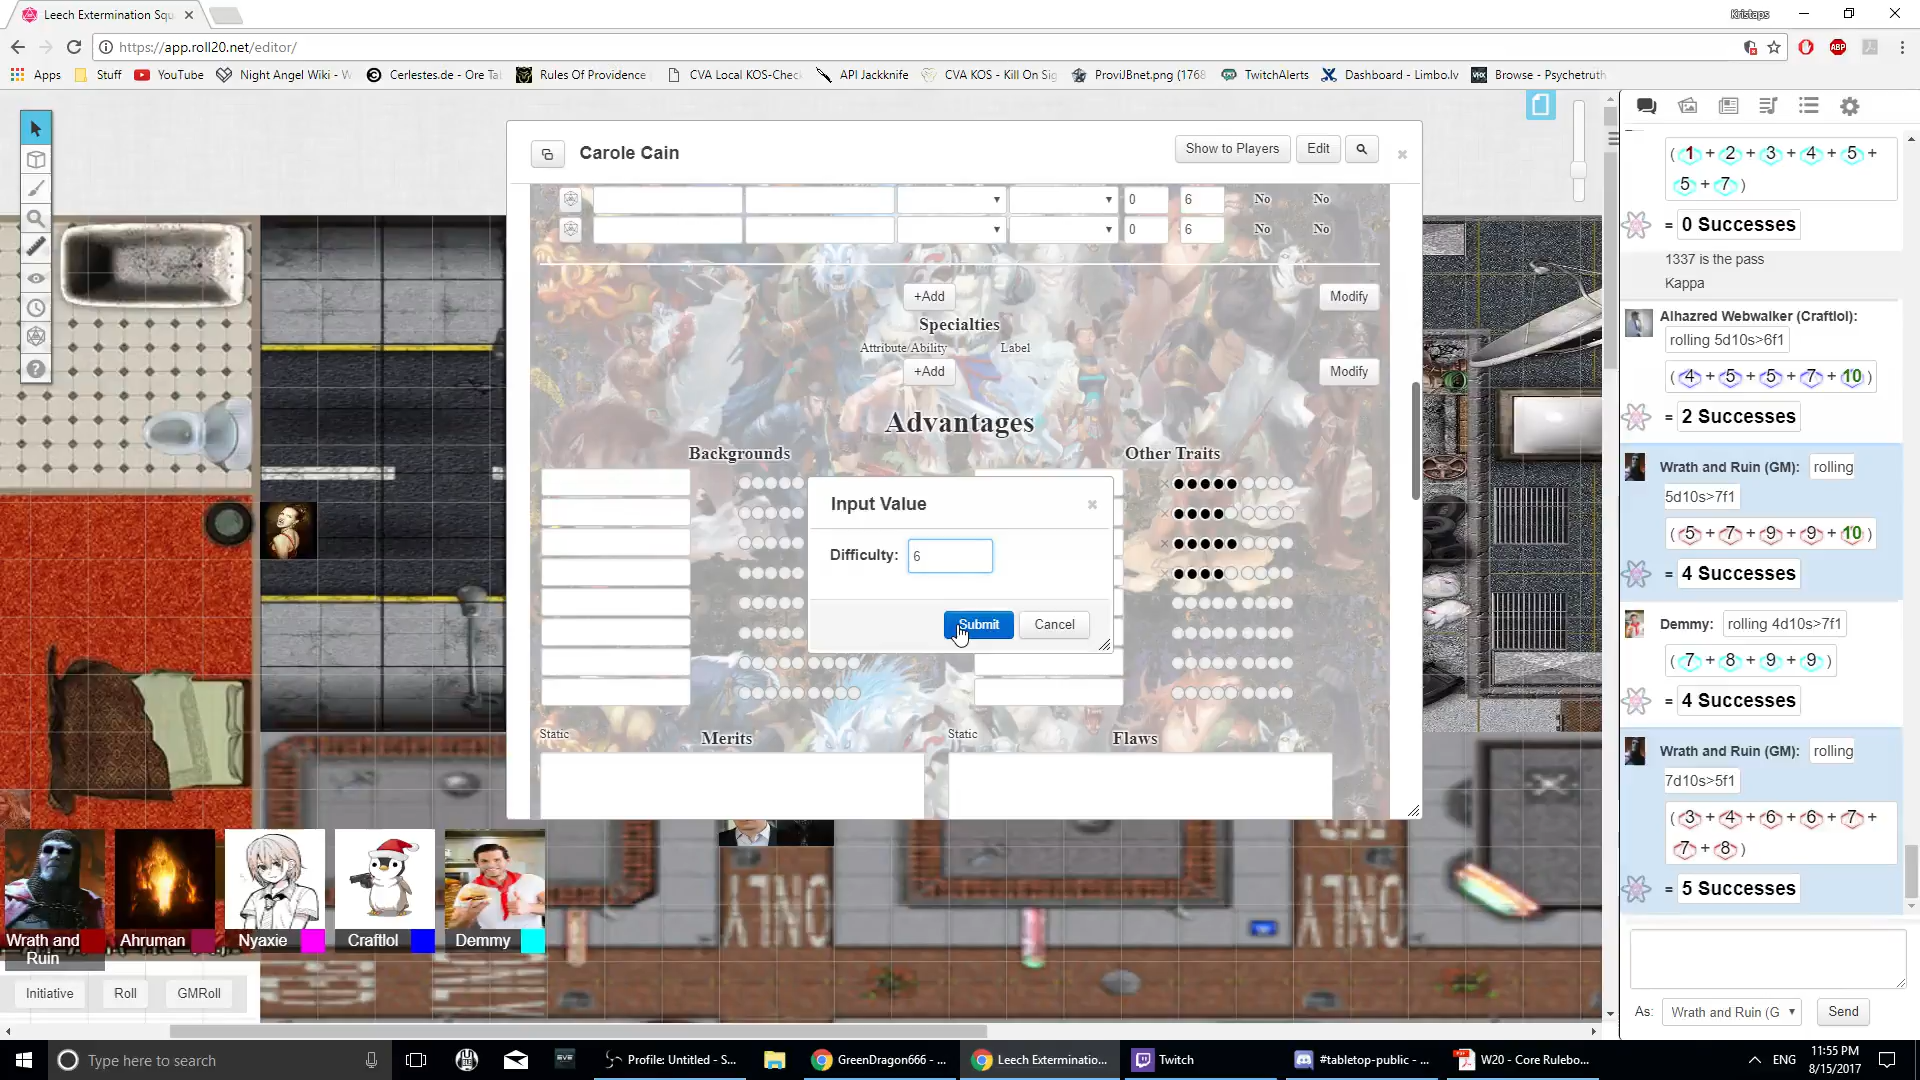 Leech Extermination Squ
Kristaps
https://app.roll20.net/editor/
Apps
Stuff
YouTube
Night Angel Wiki - W
Cerlestes.de - Ore Ta
Rules Of Providence
CVA Local KOS-Chec
API Jackknife
CVA KOS - Kill On Sig
ProviJBnet.png (1768
TwitchAlerts
Dashboard - Limbo.lv
Browse - Psychetruth
Carole Cain
Show to Players
Edit
0 6 No No
0 6 No No
+Add
Modify
Specialties
Attribute/Ability Label
+Add
Modify
Advantages
Backgrounds
Other Traits
Input Value
Difficulty: 6
Submit
Cancel
Static Merits
Static Flaws
(1 + 2 + 3 + 4 + 5 +
5 + 7)
= 0 Successes
1337 is the pass
Kappa
Alhazred Webwalker (Craftlol):
rolling 5d10s>6f1
(4 + 5 + 5 + 7 + 10)
= 2 Successes
Wrath and Ruin (GM): rolling
5d10s>7f1
(5 + 7 + 9 + 9 + 10)
= 4 Successes
Demmy: rolling 4d10s>7f1
(7 + 8 + 9 + 9)
= 4 Successes
Wrath and Ruin (GM): rolling
7d10s>5f1
(3 + 4 + 6 + 6 + 7 +
7 + 8)
= 5 Successes
As: Wrath and Ruin (G
Send
Wrath and
Ruin
Ahruman
Nyaxie
Craftlol
Demmy
Initiative
Roll
GMRoll
ONLY
ONLY
Type here to search
Profile: Untitled - S...
GreenDragon666 - ...
Leech Exterminatio...
Twitch
#tabletop-public - ...
W20 - Core Rulebo...
ENG
11:55 PM
8/15/2017